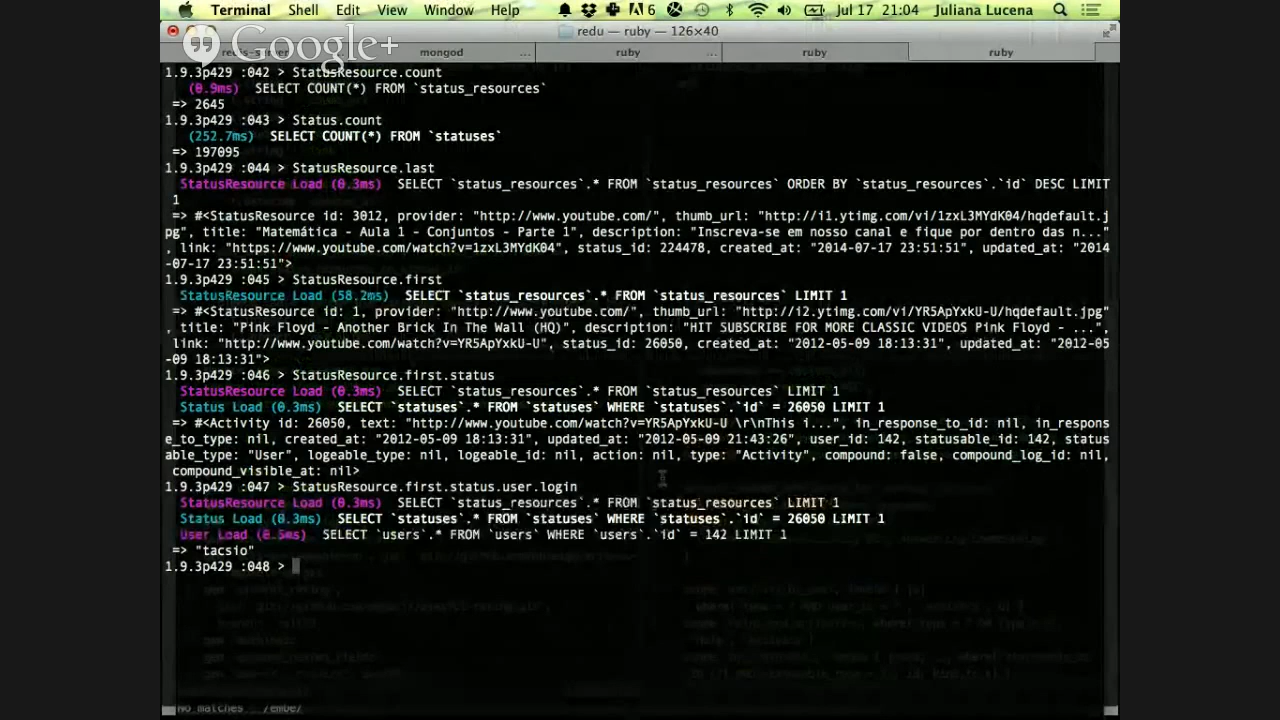 Terminal Shell Edit View Window Help 6 Jul 17 21:04 Juliana Lucena
redu — ruby — 126×40
Google+
redis-server mongod ... ruby ... ruby ruby
1.9.3p429 :042 > StatusResource.count
(0.9ms) SELECT COUNT(*) FROM `status_resources`
=> 2645
1.9.3p429 :043 > Status.count
(252.7ms) SELECT COUNT(*) FROM `statuses`
=> 197095
1.9.3p429 :044 > StatusResource.last
StatusResource Load (0.3ms) SELECT `status_resources`.* FROM `status_resources` ORDER BY `status_resources`.`id` DESC LIMIT
1
=> #<StatusResource id: 3012, provider: "http://www.youtube.com/", thumb_url: "http://i1.ytimg.com/vi/1zxL3MYdK04/hqdefault.j
pg", title: "Matemática - Aula 1 - Conjuntos - Parte 1", description: "Inscreva-se em nosso canal e fique por dentro das n..."
, link: "https://www.youtube.com/watch?v=1zxL3MYdK04", status_id: 224478, created_at: "2014-07-17 23:51:51", updated_at: "2014
-07-17 23:51:51">
1.9.3p429 :045 > StatusResource.first
StatusResource Load (58.2ms) SELECT `status_resources`.* FROM `status_resources` LIMIT 1
=> #<StatusResource id: 1, provider: "http://www.youtube.com/", thumb_url: "http://i2.ytimg.com/vi/YR5ApYxkU-U/hqdefault.jpg"
, title: "Pink Floyd - Another Brick In The Wall (HQ)", description: "HIT SUBSCRIBE FOR MORE CLASSIC VIDEOS Pink Floyd - ...",
link: "http://www.youtube.com/watch?v=YR5ApYxkU-U", status_id: 26050, created_at: "2012-05-09 18:13:31", updated_at: "2012-05
-09 18:13:31">
1.9.3p429 :046 > StatusResource.first.status
StatusResource Load (0.3ms) SELECT `status_resources`.* FROM `status_resources` LIMIT 1
Status Load (0.3ms) SELECT `statuses`.* FROM `statuses` WHERE `statuses`.`id` = 26050 LIMIT 1
=> #<Activity id: 26050, text: "http://www.youtube.com/watch?v=YR5ApYxkU-U \r\nThis i...", in_response_to_id: nil, in_respons
e_to_type: nil, created_at: "2012-05-09 18:13:31", updated_at: "2012-05-09 21:43:26", user_id: 142, statusable_id: 142, status
able_type: "User", logeable_type: nil, logeable_id: nil, action: nil, type: "Activity", compound: false, compound_log_id: nil,
compound_visible_at: nil>
1.9.3p429 :047 > StatusResource.first.status.user.login
StatusResource Load (0.3ms) SELECT `status_resources`.* FROM `status_resources` LIMIT 1
Status Load (0.3ms) SELECT `statuses`.* FROM `statuses` WHERE `statuses`.`id` = 26050 LIMIT 1
User Load (0.5ms) SELECT `users`.* FROM `users` WHERE `users`.`id` = 142 LIMIT 1
=> "tacsio"
1.9.3p429 :048 >
No matches